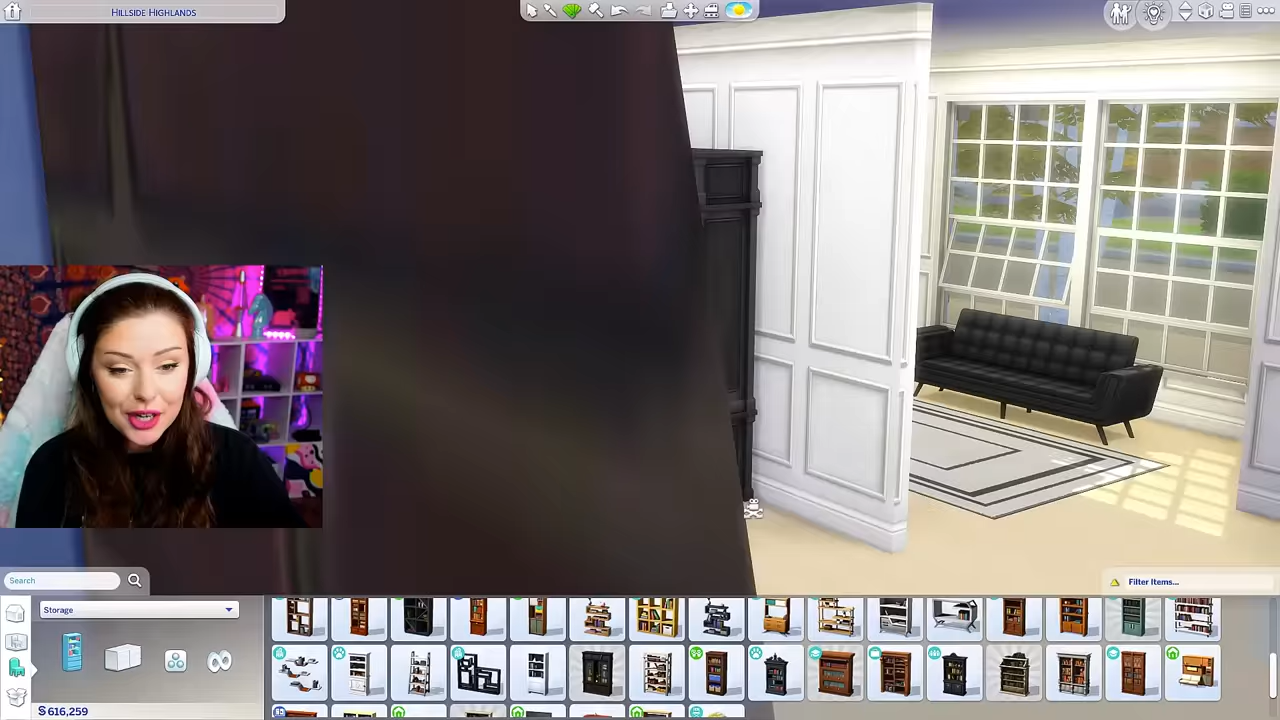 HILLSIDE HIGHLANDS
Search
Filter Items...
Storage
$616,259